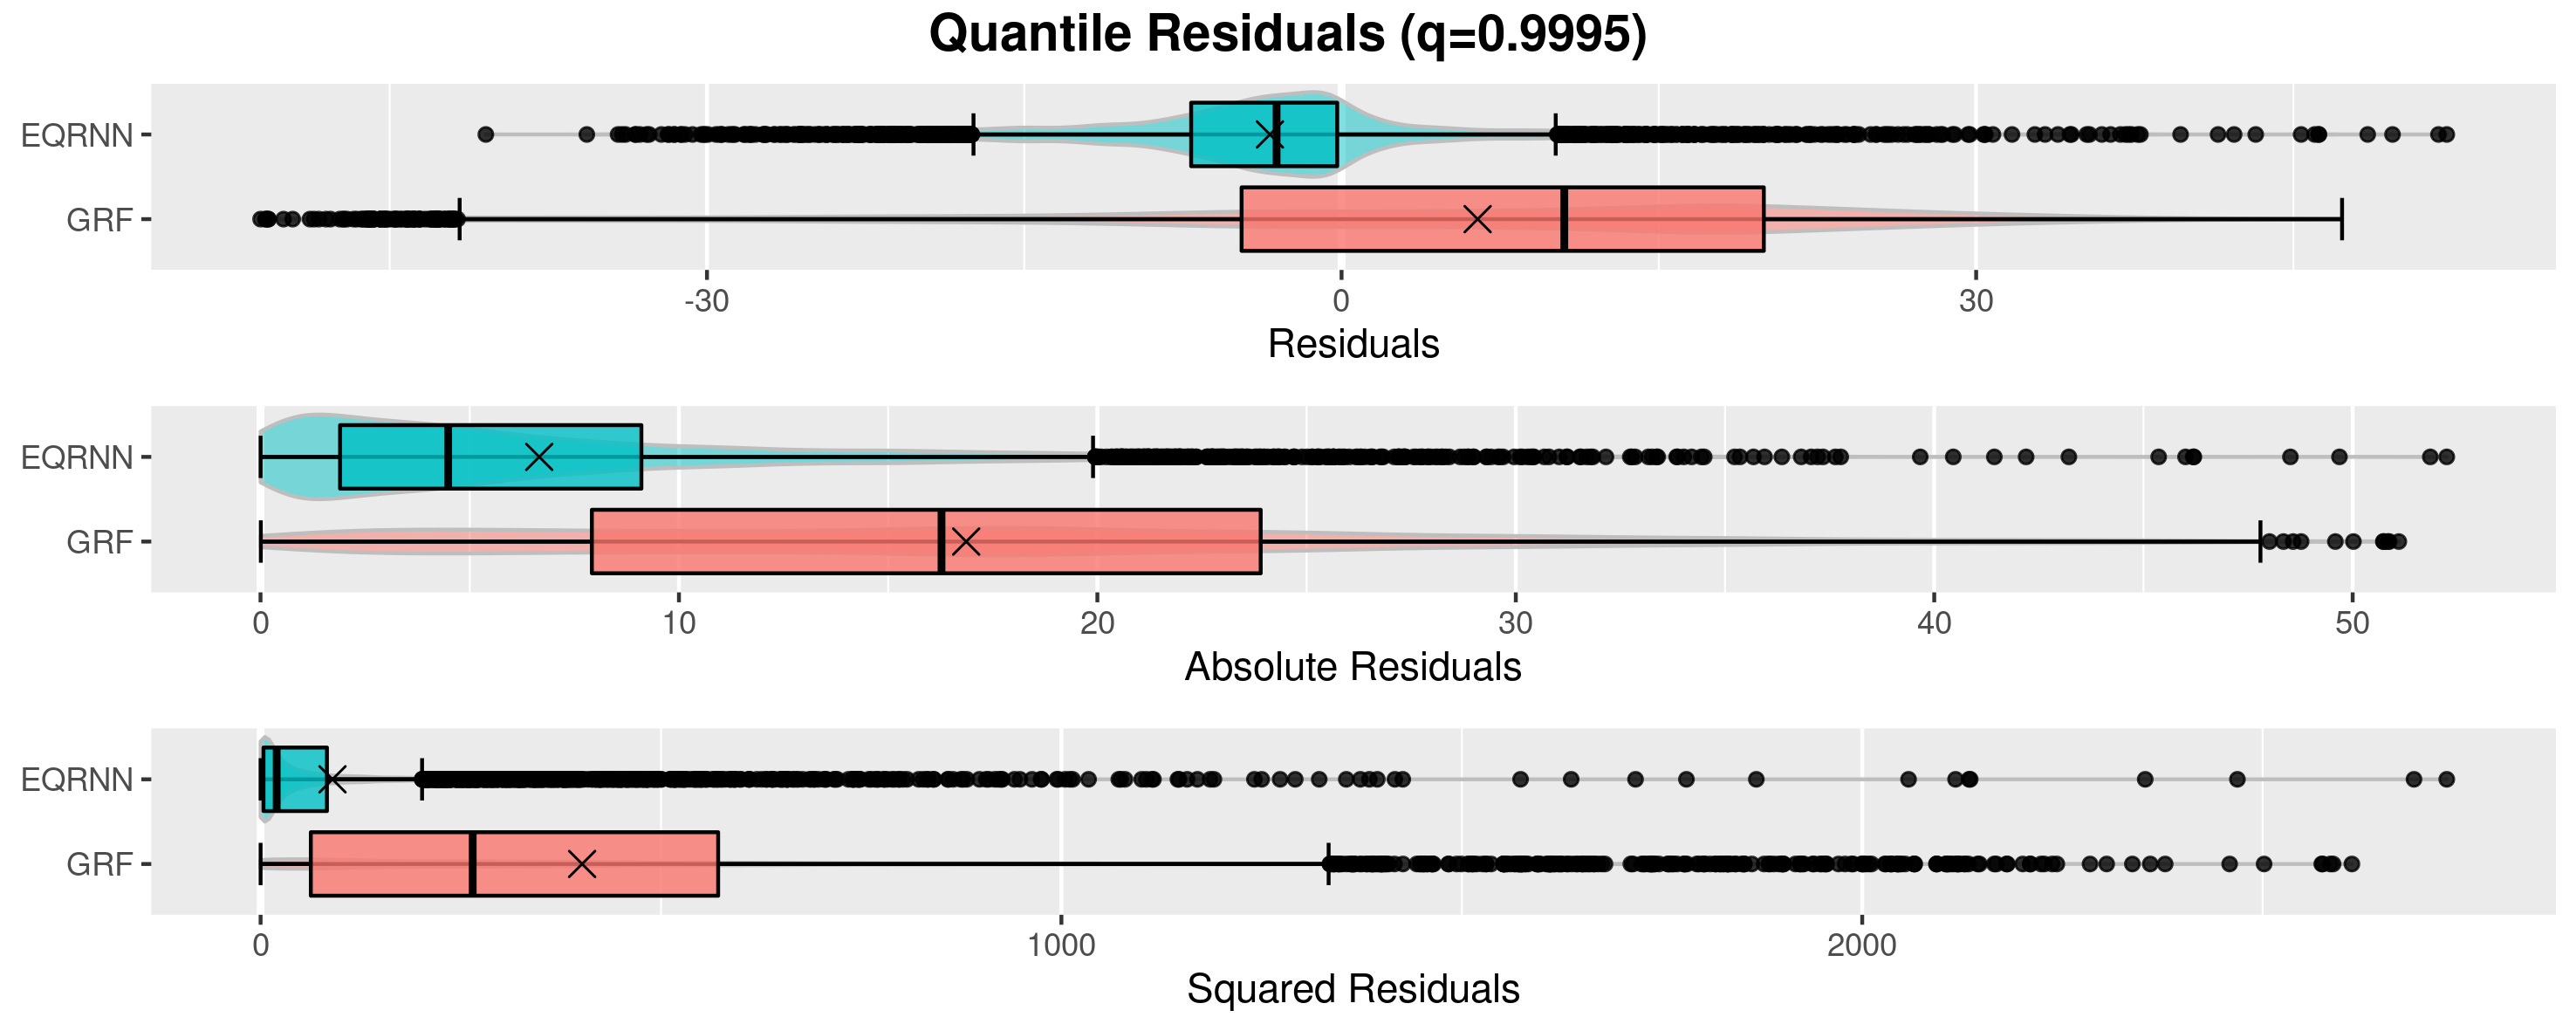 Quantile Residuals (q=0.9995)
EQRNN
GRF
-30 0 30
Residuals
EQRNN
GRF
0 10 20 30 40 50
Absolute Residuals
EQRNN
GRF
0 1000 2000
Squared Residuals